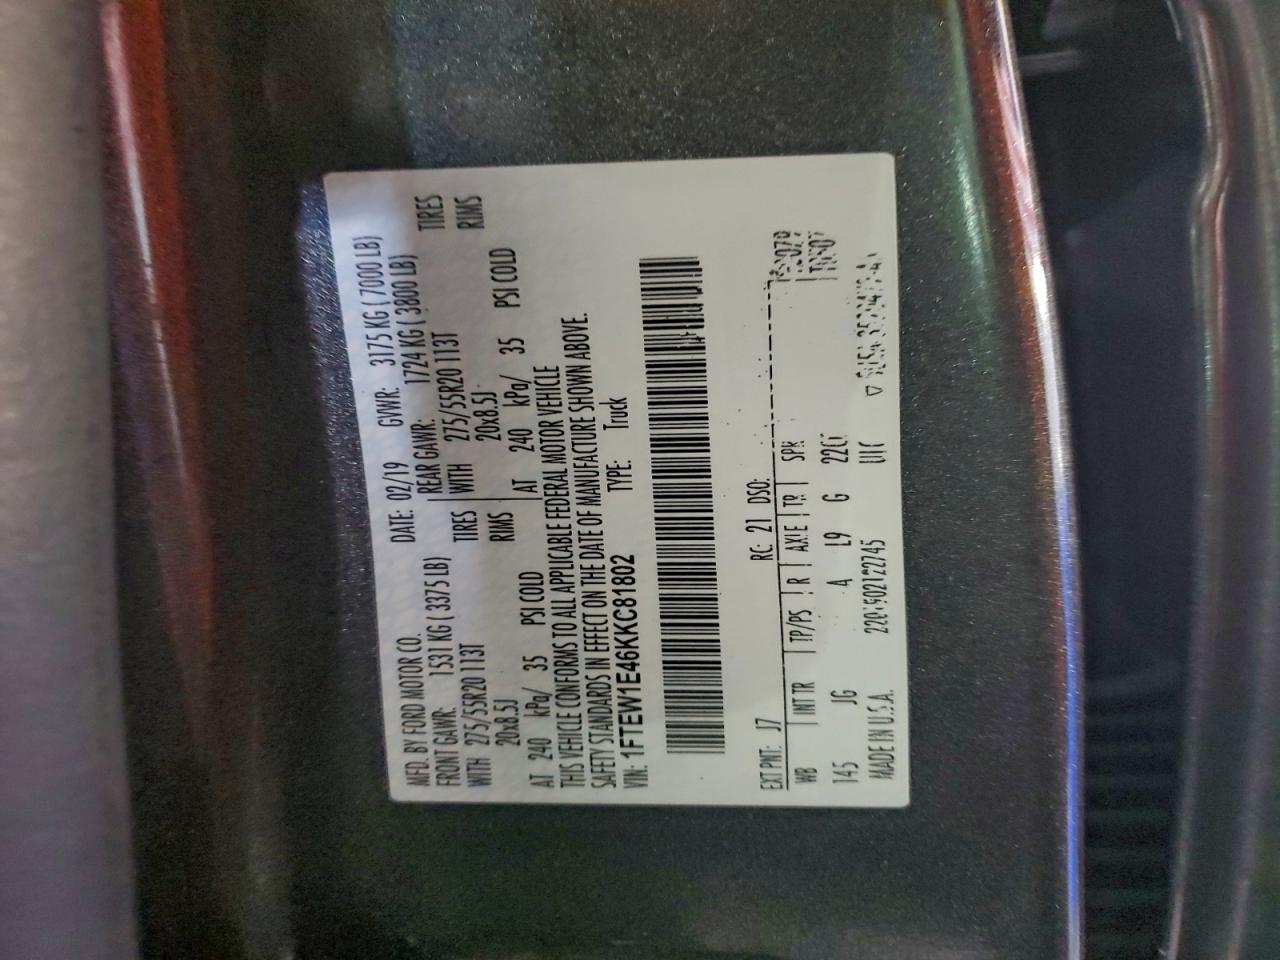 MFD. BY FORD MOTOR CO. DATE: 02/19 GVWR: 3175 KG ( 7000 LB)
FRONT GAWR: 1531 KG ( 3375 LB) REAR GAWR: 1724 KG ( 3800 LB)
WITH 275/55R20 113T TIRES WITH 275/55R20 113T TIRES
20x8.5J RIMS 20x8.5J RIMS
AT 240 kPa/ 35 PSI COLD AT 240 kPa/ 35 PSI COLD
THIS VEHICLE CONFORMS TO ALL APPLICABLE FEDERAL MOTOR VEHICLE
SAFETY STANDARDS IN EFFECT ON THE DATE OF MANUFACTURE SHOWN ABOVE.
VIN: 1FTEW1E46KKC81802 TYPE: Truck
EXT PNT: J7 RC: 21 DSO:
WB INT TR TP/PS R AXLE TR SPR
145 JG 4 L9 G
MADE IN U.S.A.